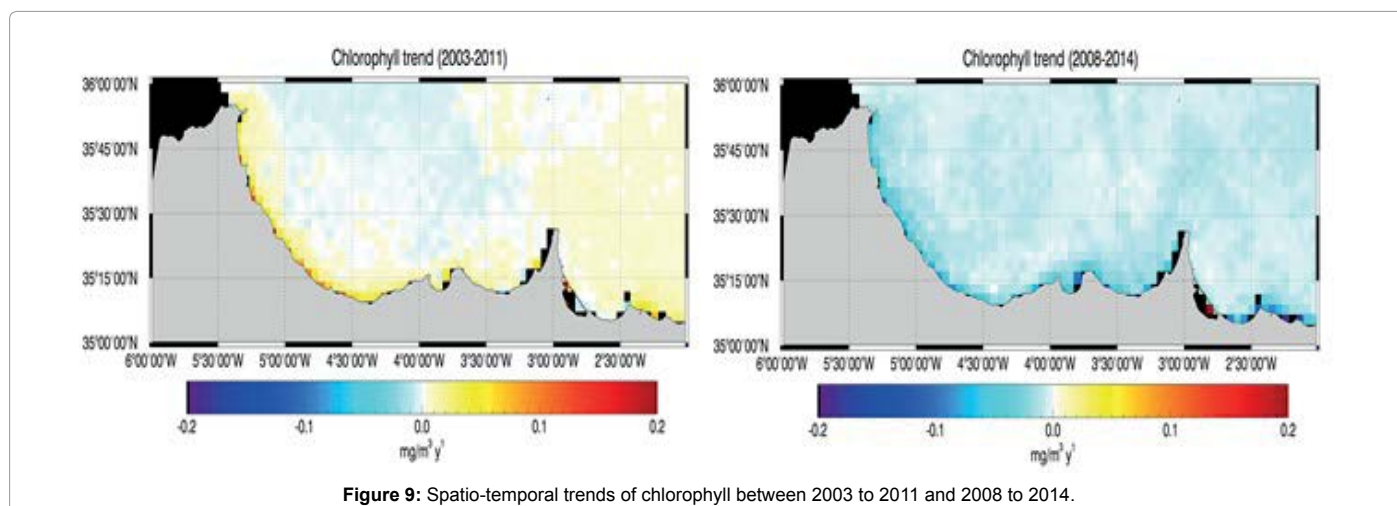 Chlorophyll trend (2003-2011)
36°00'00"N
35°45'00"N
35°30'00"N
35°15'00"N
35°00'00"N
6°00'00"W 5°30'00"W 5°00'00"W 4°30'00"W 4°00'00"W 3°30'00"W 3°00'00"W 2°30'00"W
-0.2 -0.1 0.0 0.1 0.2
mg/m³ y¹
Chlorophyll trend (2008-2014)
36°00'00"N
35°45'00"N
35°30'00"N
35°15'00"N
35°00'00"N
6°00'00"W 5°30'00"W 5°00'00"W 4°30'00"W 4°00'00"W 3°30'00"W 3°00'00"W 2°30'00"W
-0.2 -0.1 0.0 0.1 0.2
mg/m³ y¹
Figure 9: Spatio-temporal trends of chlorophyll between 2003 to 2011 and 2008 to 2014.